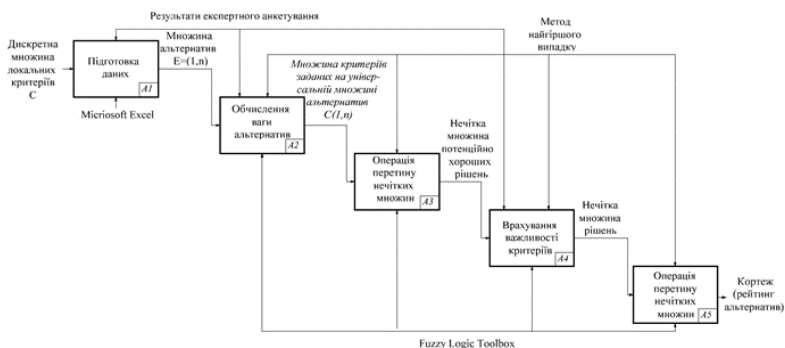 Результати експертного анкетування
Метод
найгіршого
випадку
Дискретна
множина
локальних
критеріїв
С
Підготовка
даних
A1
Micriosoft Excel
Множина
альтернатив
E=(1,n)
Обчислення
ваги
альтернатив
A2
Множина критеріїв
заданих на універ-
сальній множині
альтернатив
C(1,n)
Операція
перетину
нечітких
множин
A3
Нечітка
множина
потенційно
хороших
рішень
Врахування
важливості
критеріїв
A4
Нечітка
множина
рішень
Операція
перетину
нечітких
множин
A5
Кортеж
(рейтинг
альтернатив)
Fuzzy Logic Toolbox